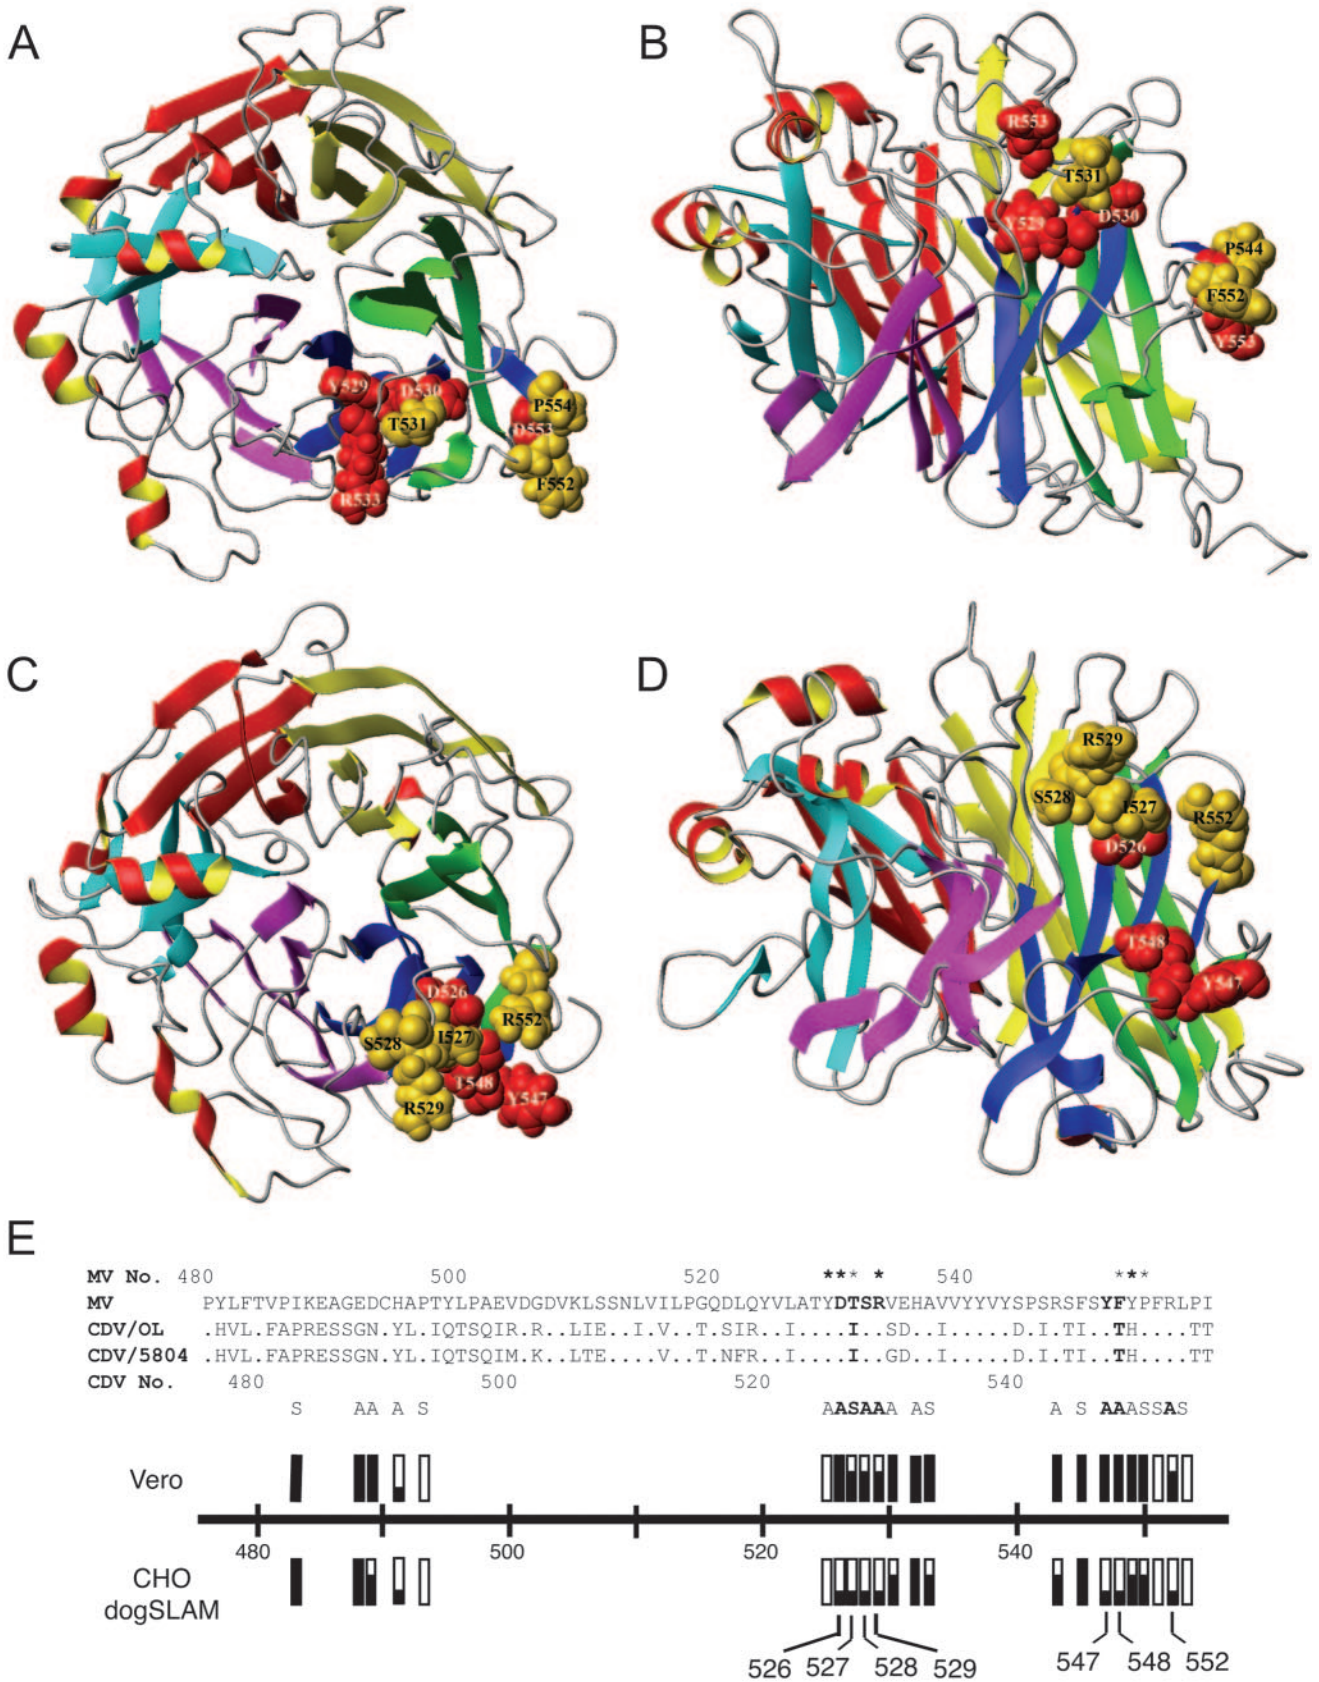 A
Y529
D530
T531
P554
D553
F552
R533
B
R553
T531
Y529
D530
P544
F552
Y553
C
D526
S528
I527
R552
T548
R529
Y547
D
R529
S528
I527
R552
D526
T548
Y547
E
MV No. 480 500 520 *** * 540 ***
MV PYLFTVPIKEAGEDCHAPTYLPAEVDGDVKLSSNLVILPGQDLQYVLATYDTSRVEHAVVYYVYSPSRSFSYFYPFRLPI
CDV/OL .HVL.FAPRESSGN.YL.IQTSQIR.R..LIE..I.V..T.SIR..I....I..SD..I.....D.I.TI..TH....TT
CDV/5804 .HVL.FAPRESSGN.YL.IQTSQIM.K..LTE....V..T.NFR..I....I..GD..I.....D.I.TI..TH....TT
CDV No. 480 500 520 540
S AA A S AASAAA AS A S AAASSAS
Vero
480 500 520 540
CHO
dogSLAM
526 527 528 529 547 548 552